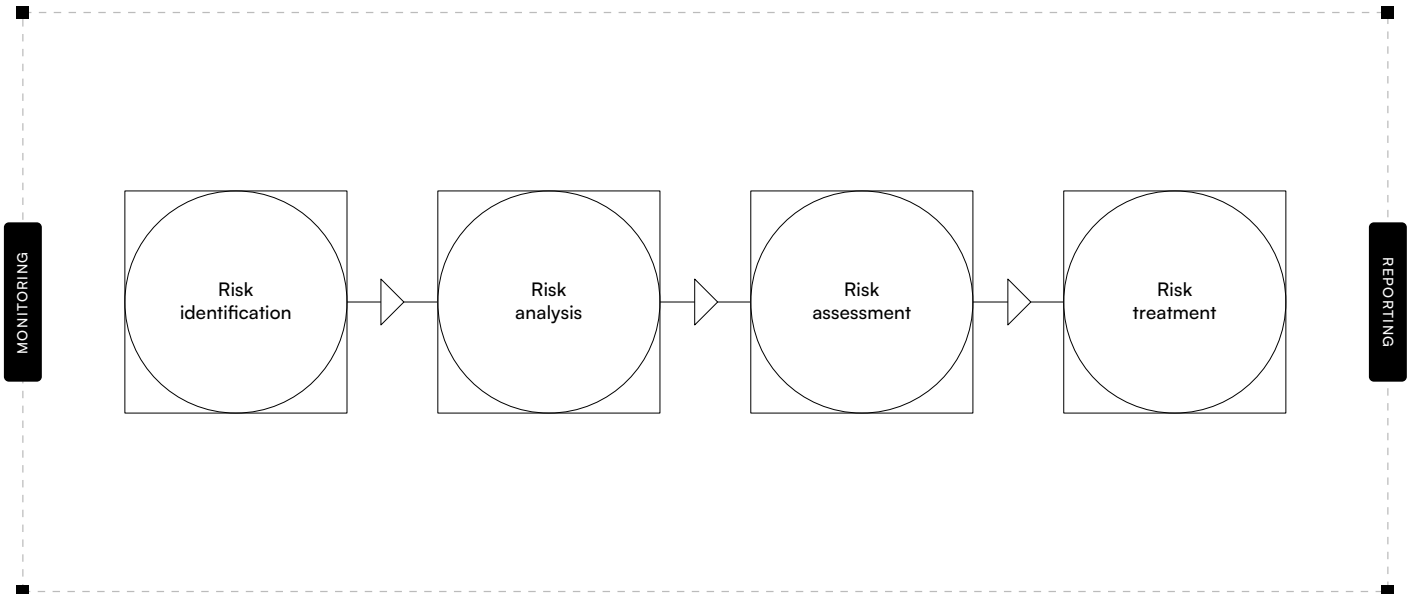 MONITORING
Risk
identification
Risk
analysis
Risk
assessment
Risk
treatment
REPORTING